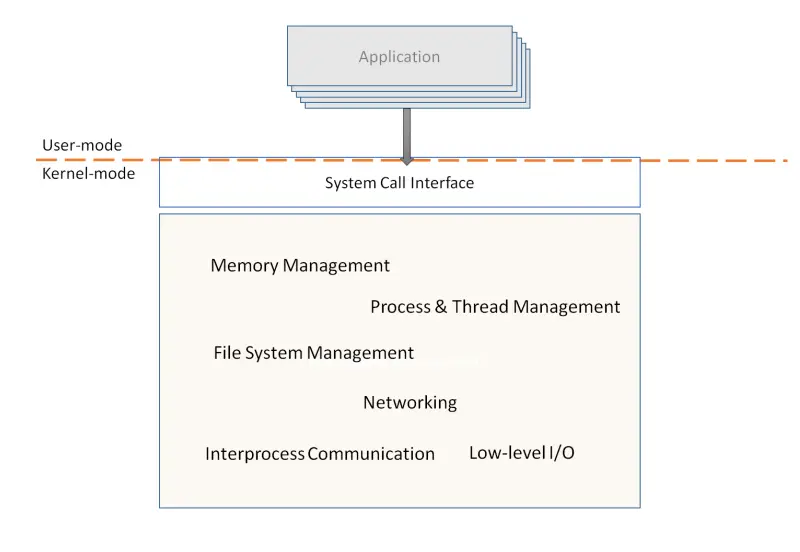 Application
User-mode
Kernel-mode
System Call Interface
Memory Management
Process & Thread Management
File System Management
Networking
Interprocess Communication
Low-level I/O